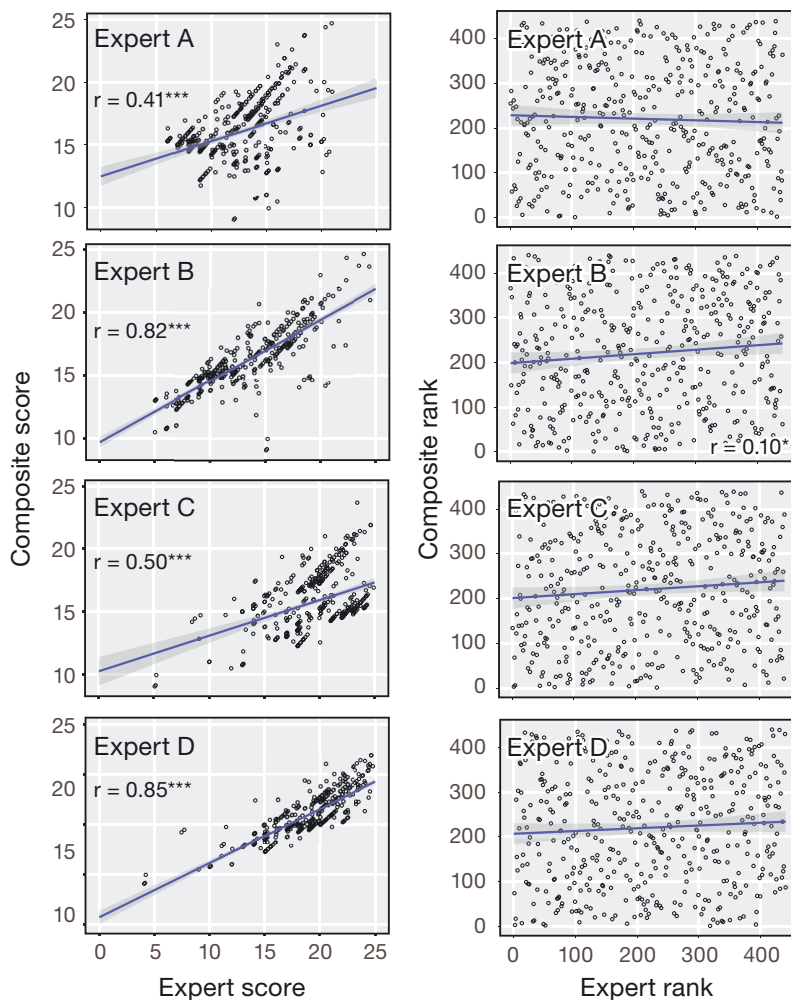 25
20
15
10
Expert A
r = 0.41***
400
300
200
100
0
Expert A
25
20
15
10
Expert B
r = 0.82***
400
300
200
100
0
Expert B
r = 0.10*
Composite score
Composite rank
25
20
15
10
Expert C
r = 0.50***
400
300
200
100
0
Expert C
25
20
15
10
Expert D
r = 0.85***
400
300
200
100
0
Expert D
0 5 10 15 20 25
Expert score
0 100 200 300 400
Expert rank